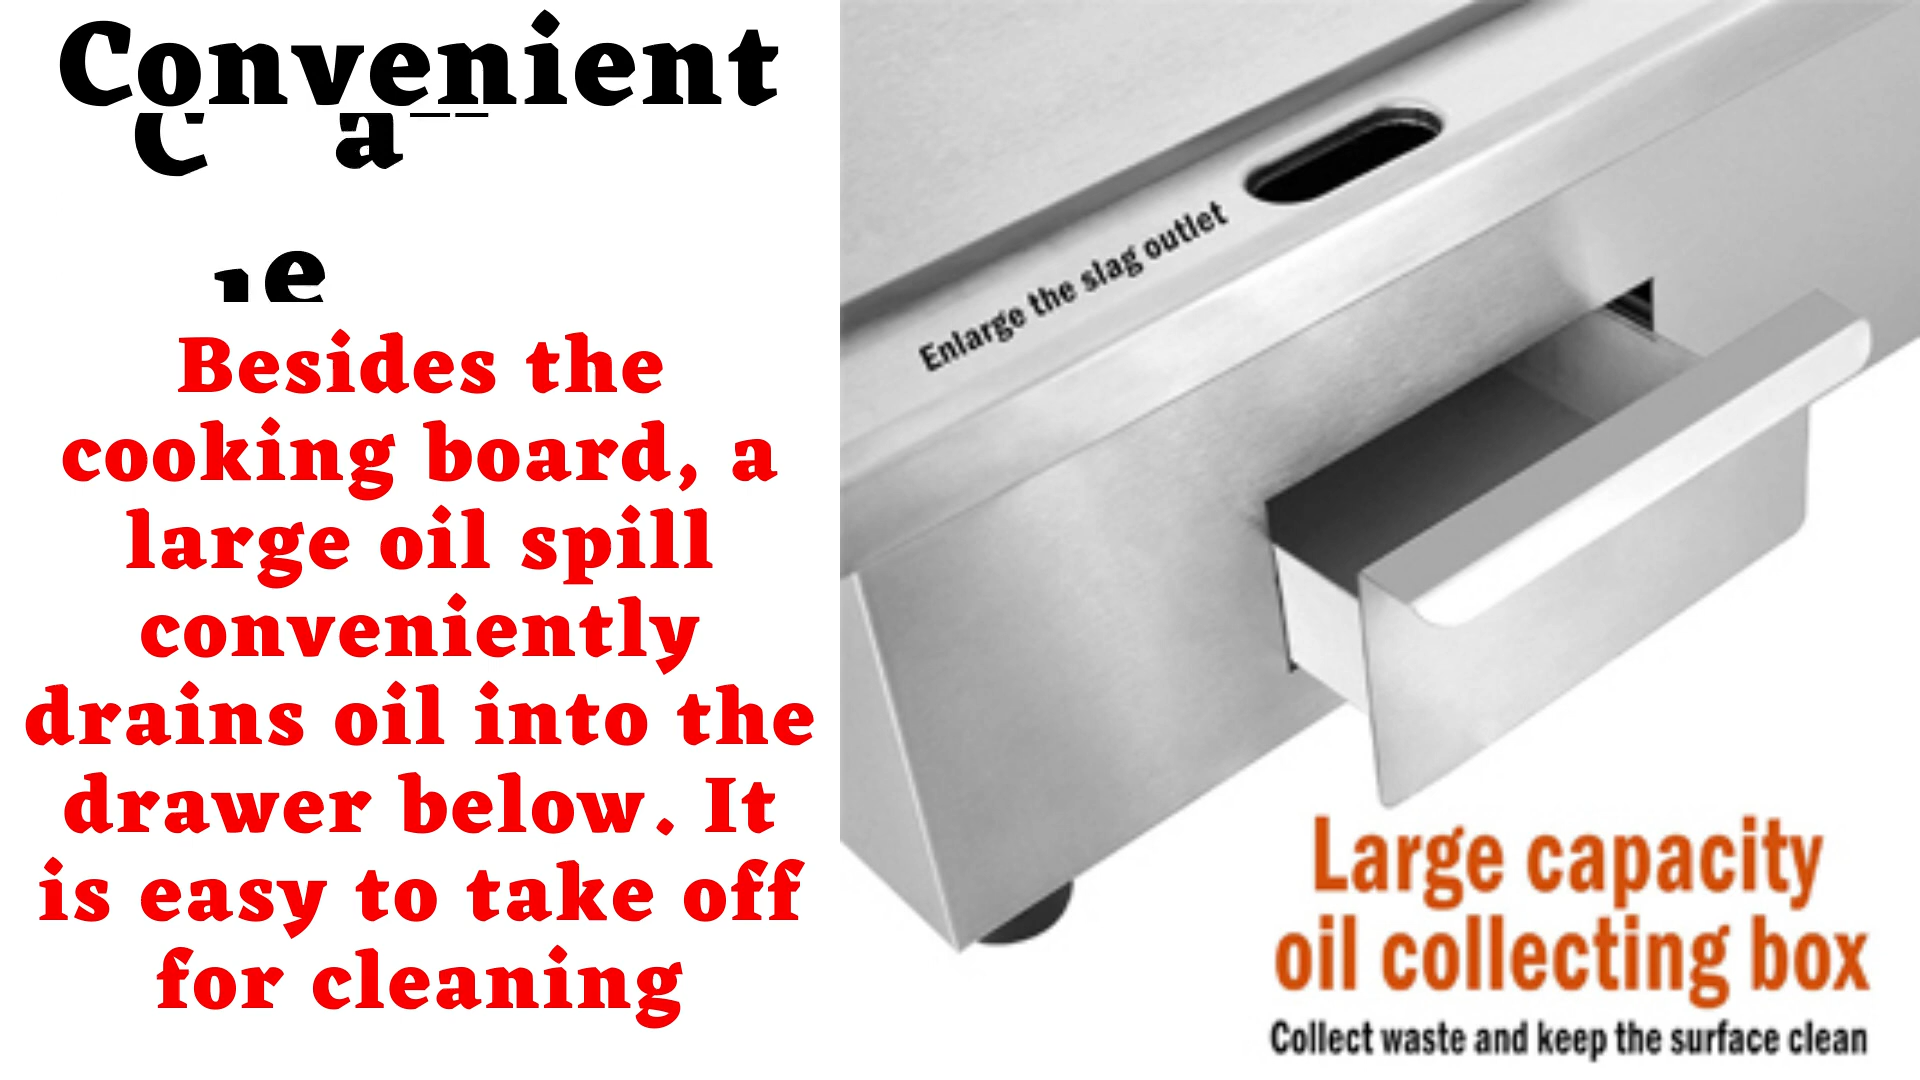 Convenient
Besides the
cooking board, a
large oil spill
conveniently
drains oil into the
drawer below. It
is easy to take off
for cleaning
Enlarge the slag outlet
Large capacity
oil collecting box
Collect waste and keep the surface clean